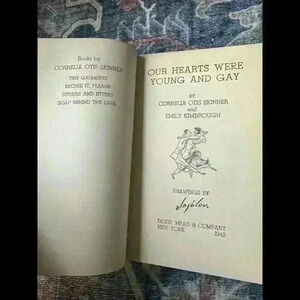 Books by
CORNELIA OTIS SKINNER
TINY GARMENTS
EXCUSE IT, PLEASE
DITHERS AND JITTERS
SOAP BEHIND THE EARS
OUR HEARTS WERE
YOUNG AND GAY
BY
CORNELIA OTIS SKINNER
and
EMILY KIMBROUGH
DRAWINGS BY
DODD, MEAD & COMPANY
NEW YORK